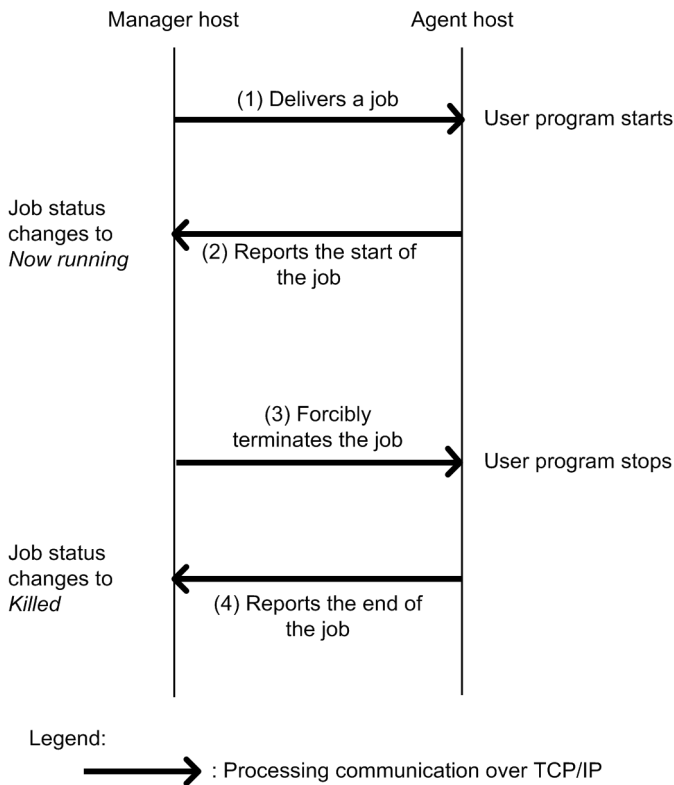 Manager host
Agent host
(1) Delivers a job
User program starts
Job status
changes to
Now running
(2) Reports the start of
the job
(3) Forcibly
terminates the job
User program stops
Job status
changes to
Killed
(4) Reports the end of
the job
Legend:
: Processing communication over TCP/IP